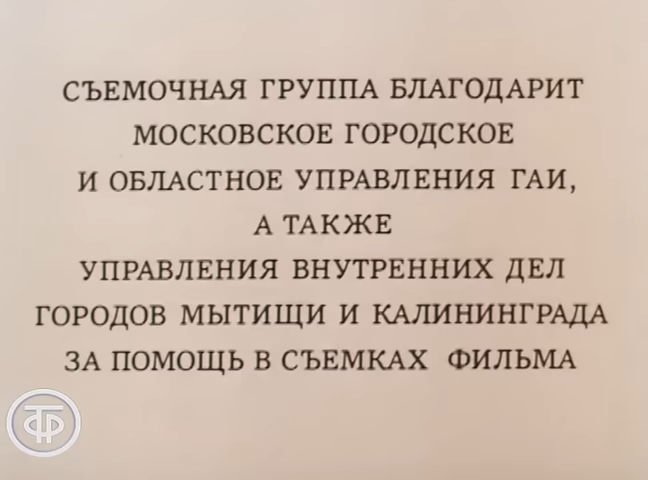 СЪЕМОЧНАЯ ГРУППА БЛАГОДАРИТ
МОСКОВСКОЕ ГОРОДСКОЕ
И ОБЛАСТНОЕ УПРАВЛЕНИЯ ГАИ,
А ТАКЖЕ
УПРАВЛЕНИЯ ВНУТРЕННИХ ДЕЛ
ГОРОДОВ МЫТИЩИ И КАЛИНИНГРАДА
ЗА ПОМОЩЬ В СЪЕМКАХ ФИЛЬМА